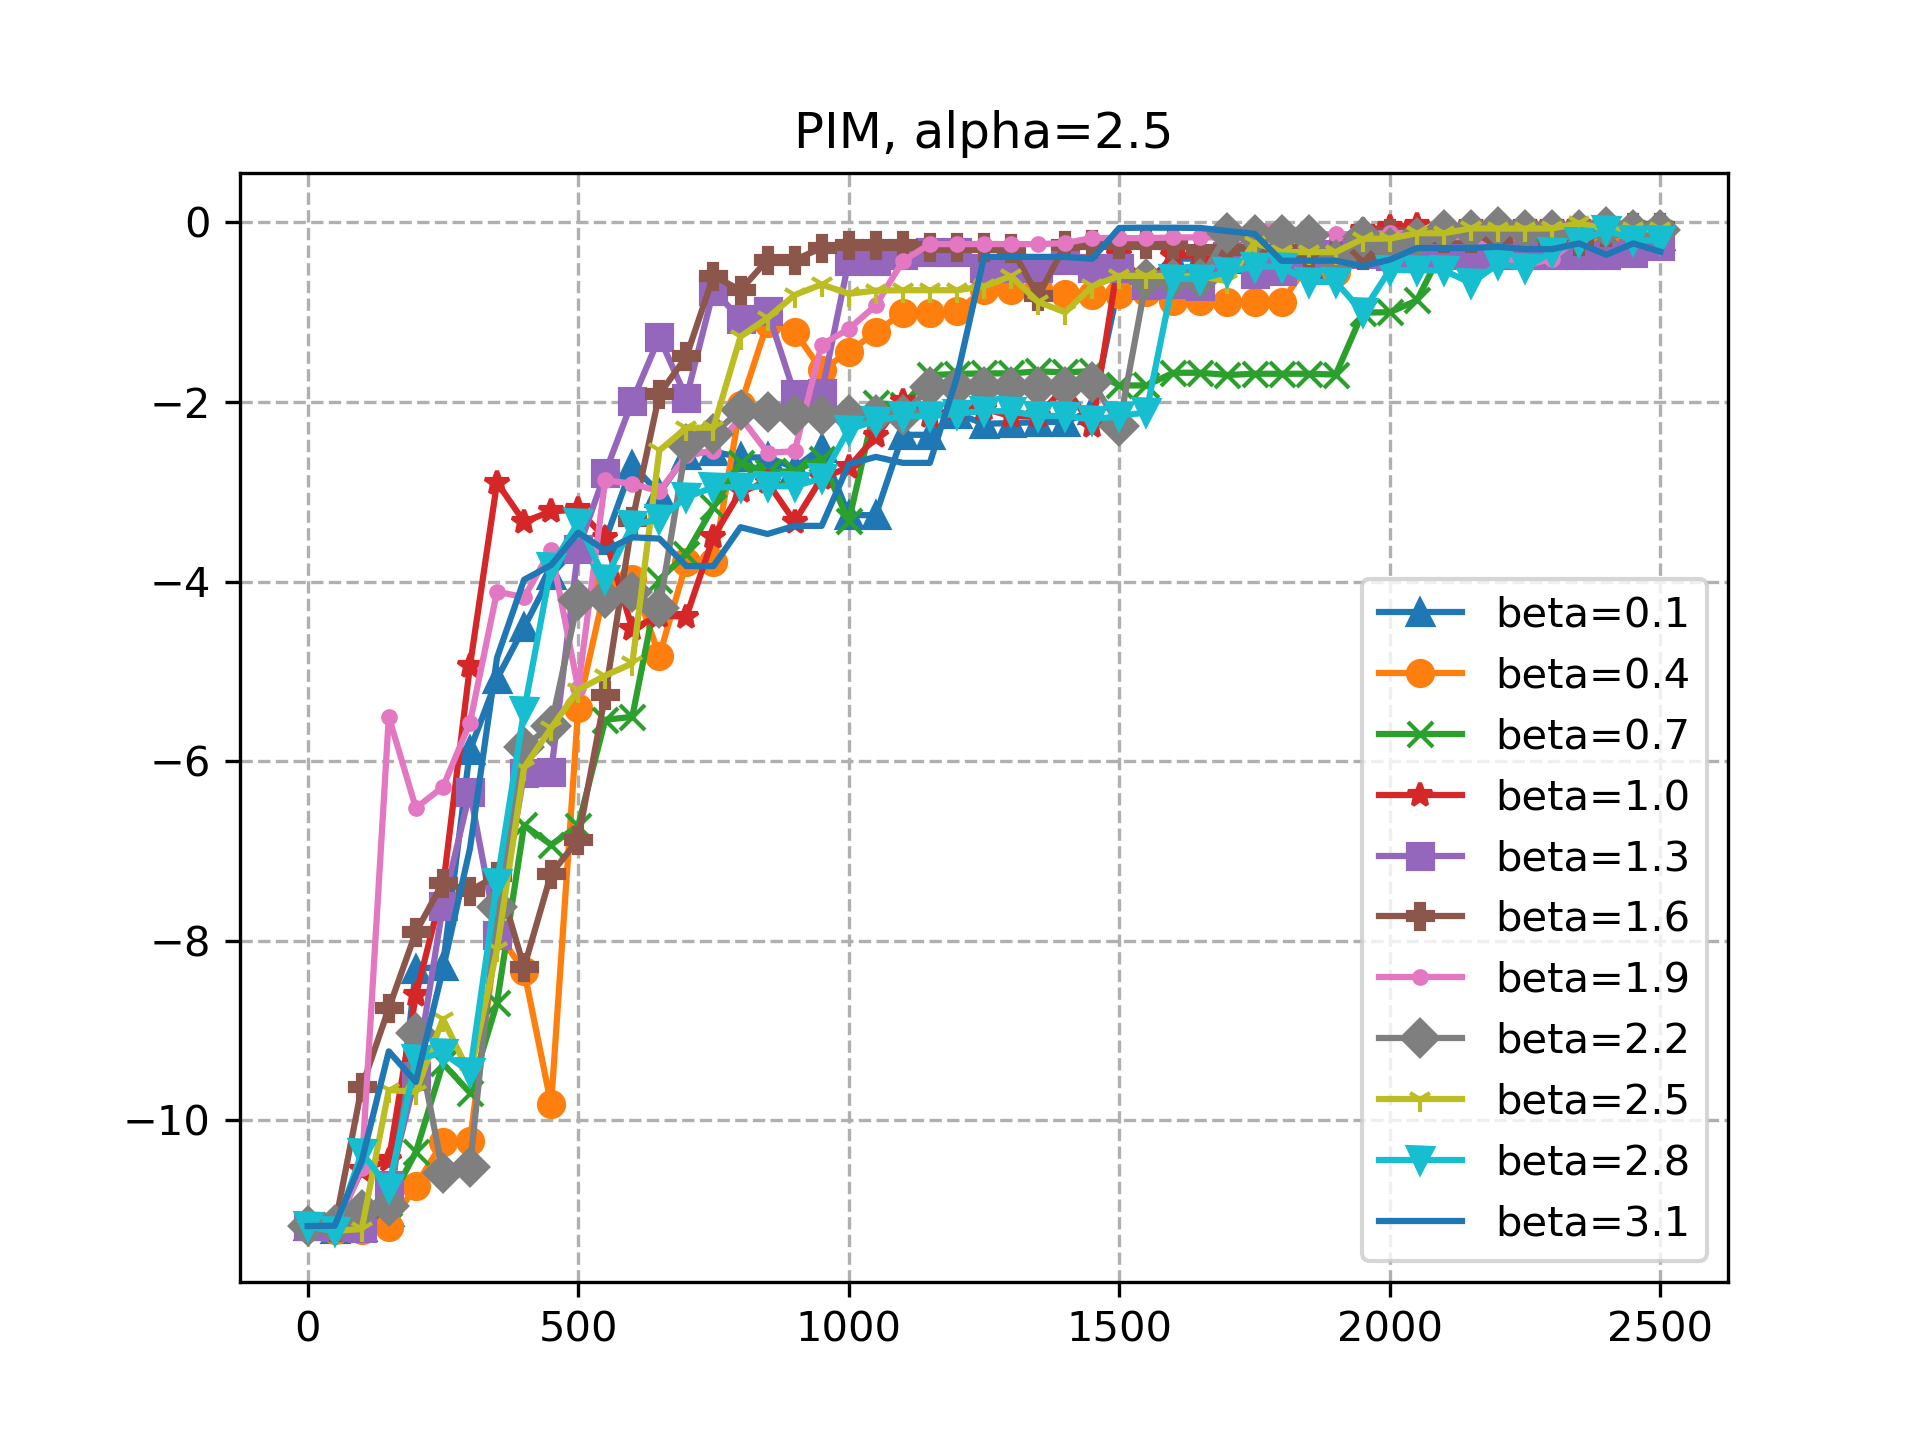 PIM, alpha=2.5
0
−2
−4
−6
−8
−10
beta=0.1
beta=0.4
beta=0.7
beta=1.0
beta=1.3
beta=1.6
beta=1.9
beta=2.2
beta=2.5
beta=2.8
beta=3.1
0 500 1000 1500 2000 2500